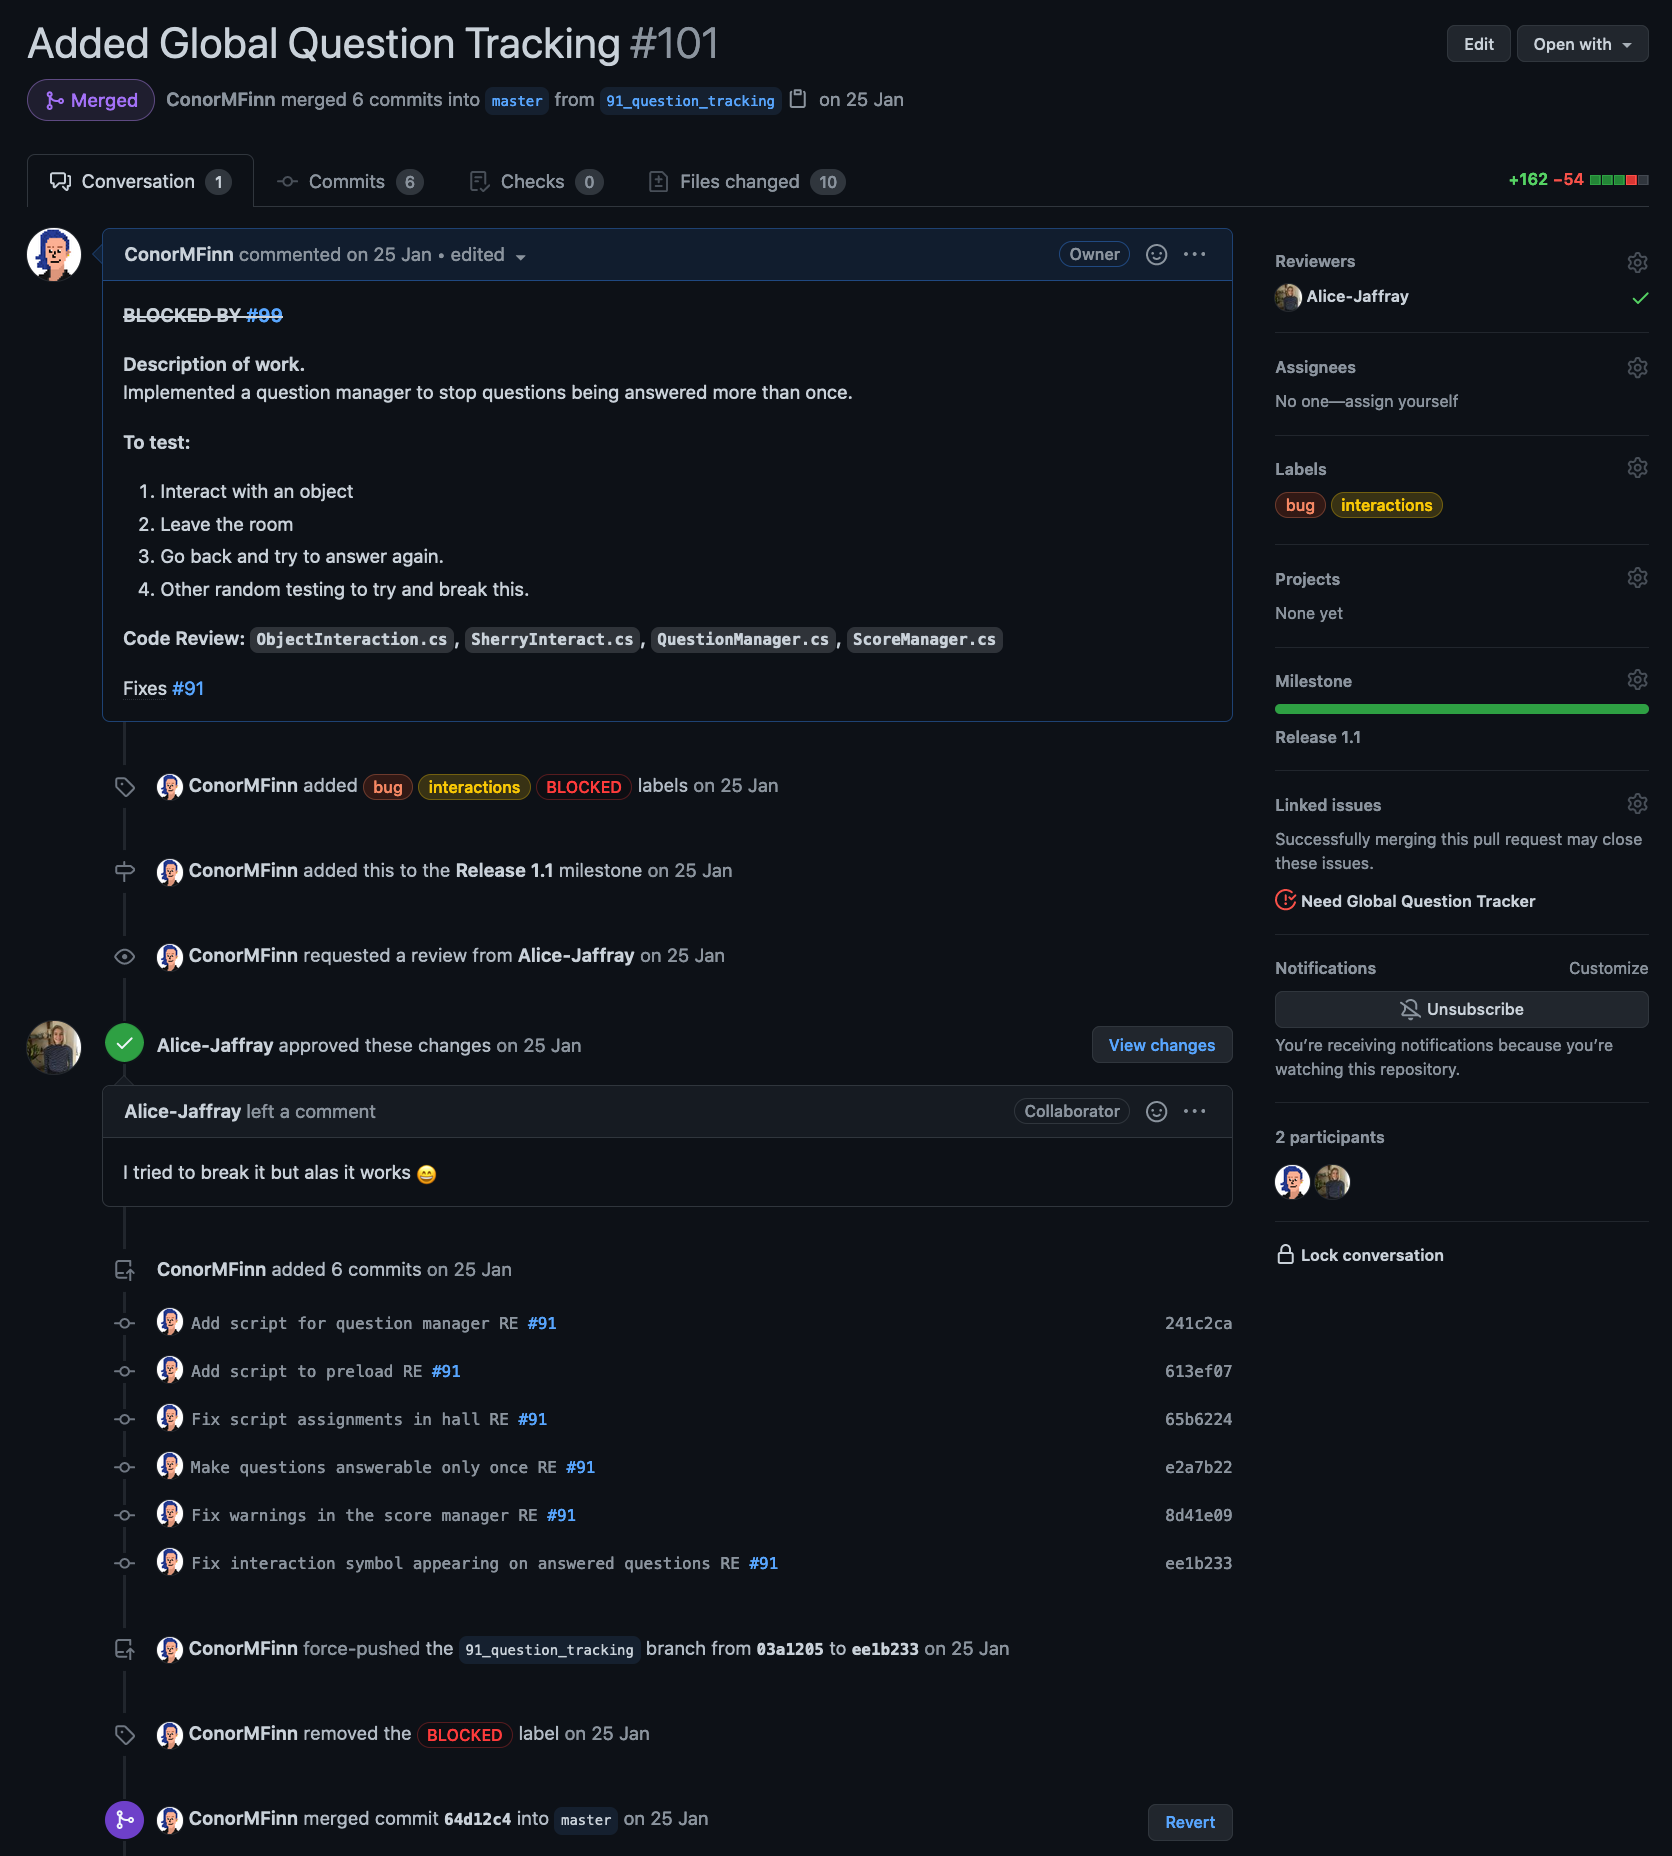 Added Global Question Tracking #101
Edit
Open with
Merged
ConorMFinn merged 6 commits into master from 91_question_tracking on 25 Jan
Conversation 1
Commits 6
Checks 0
Files changed 10
+162 −54
ConorMFinn commented on 25 Jan • edited
Owner
BLOCKED BY #99
Description of work.
Implemented a question manager to stop questions being answered more than once.
To test:
1. Interact with an object
2. Leave the room
3. Go back and try to answer again.
4. Other random testing to try and break this.
Code Review: ObjectInteraction.cs, SherryInteract.cs, QuestionManager.cs, ScoreManager.cs
Fixes #91
ConorMFinn added bug interactions BLOCKED labels on 25 Jan
ConorMFinn added this to the Release 1.1 milestone on 25 Jan
ConorMFinn requested a review from Alice-Jaffray on 25 Jan
Alice-Jaffray approved these changes on 25 Jan
View changes
Alice-Jaffray left a comment
Collaborator
I tried to break it but alas it works 😄
ConorMFinn added 6 commits on 25 Jan
Add script for question manager RE #91 241c2ca
Add script to preload RE #91 613ef07
Fix script assignments in hall RE #91 65b6224
Make questions answerable only once RE #91 e2a7b22
Fix warnings in the score manager RE #91 8d41e09
Fix interaction symbol appearing on answered questions RE #91 ee1b233
ConorMFinn force-pushed the 91_question_tracking branch from 03a1205 to ee1b233 on 25 Jan
ConorMFinn removed the BLOCKED label on 25 Jan
ConorMFinn merged commit 64d12c4 into master on 25 Jan
Revert
Reviewers
Alice-Jaffray
Assignees
No one—assign yourself
Labels
bug interactions
Projects
None yet
Milestone
Release 1.1
Linked issues
Successfully merging this pull request may close
these issues.
Need Global Question Tracker
Notifications
Customize
Unsubscribe
You’re receiving notifications because you’re
watching this repository.
2 participants
Lock conversation